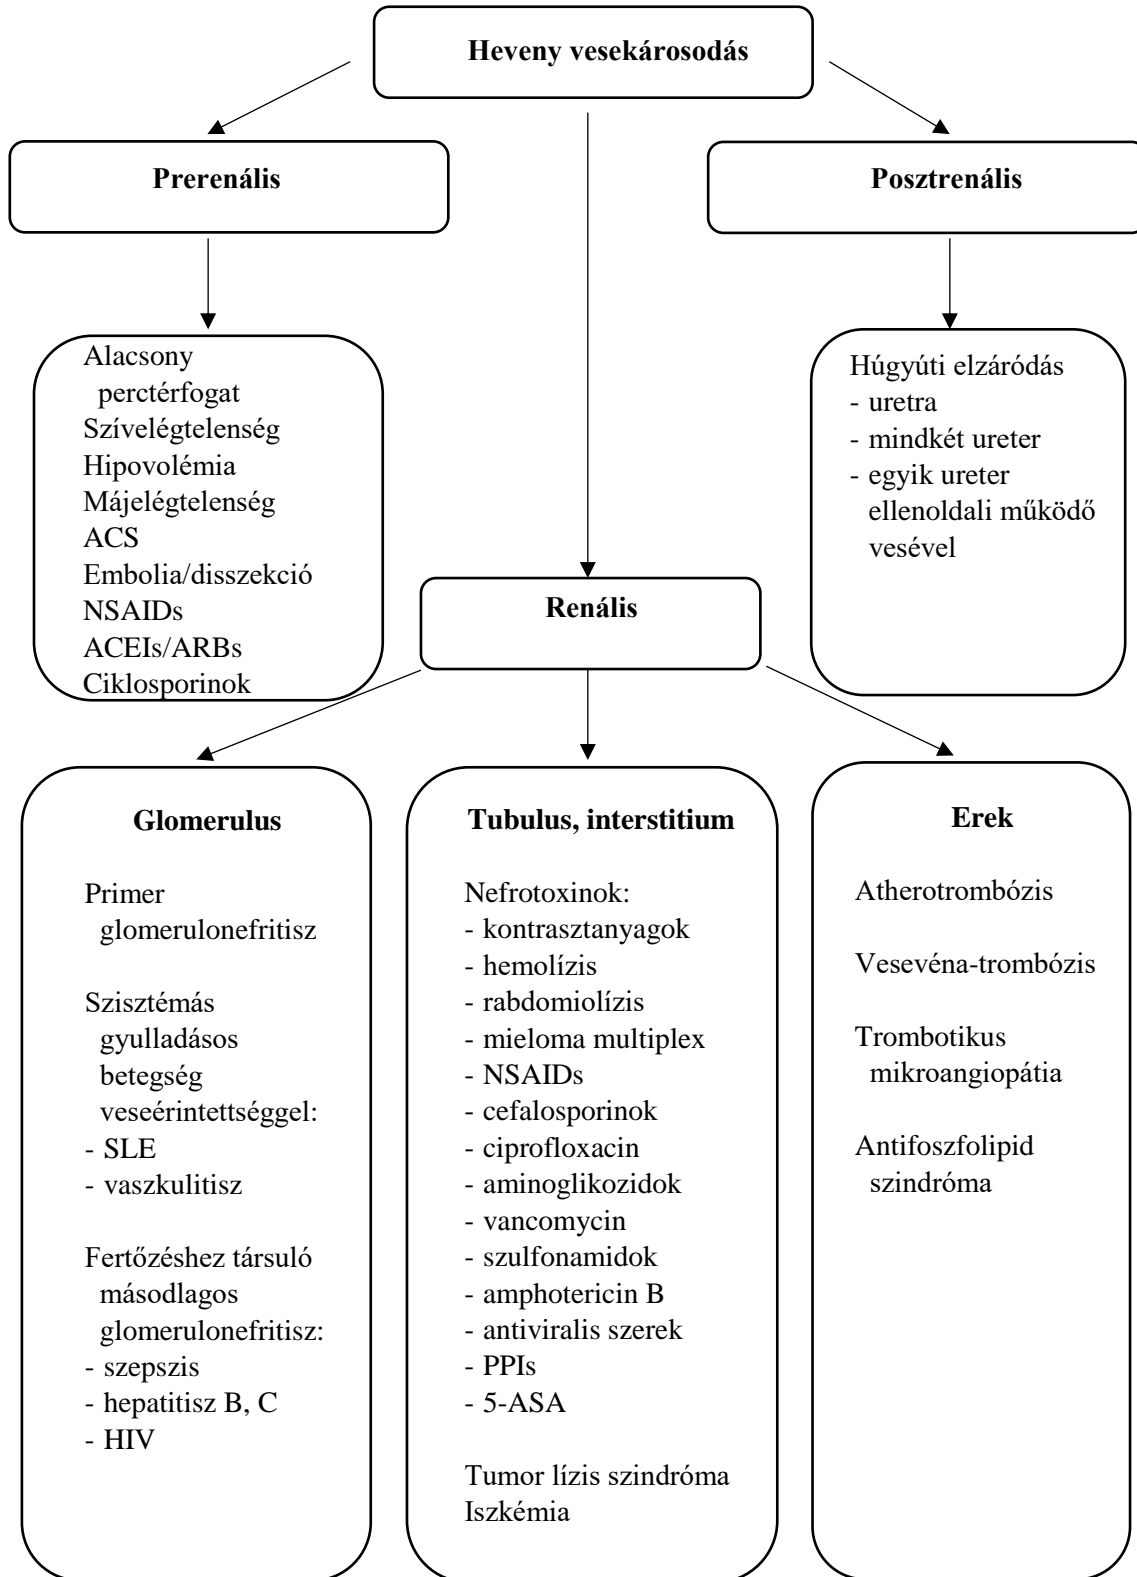 Heveny vesekárosodás
Prerenális
Posztrenális
Alacsony
perctérfogat
Szívelégtelenség
Hipovolémia
Májelégtelenség
ACS
Embolia/disszekció
NSAIDs
ACEIs/ARBs
Ciklosporinok
Húgyúti elzáródás
- uretra
- mindkét ureter
- egyik ureter
ellenoldali működő
vesével
Renális
Glomerulus
Primer
glomerulonefritisz
Szisztémás
gyulladásos
betegség
veseérintettséggel:
- SLE
- vaszkulitisz
Fertőzéshez társuló
másodlagos
glomerulonefritisz:
- szepszis
- hepatitisz B, C
- HIV
Tubulus, interstitium
Nefrotoxinok:
- kontrasztanyagok
- hemolízis
- rabdomiolízis
- mieloma multiplex
- NSAIDs
- cefalosporinok
- ciprofloxacin
- aminoglikozidok
- vancomycin
- szulfonamidok
- amphotericin B
- antiviralis szerek
- PPIs
- 5-ASA
Tumor lízis szindróma
Iszkémia
Erek
Atherotrombózis
Vesevéna-trombózis
Trombotikus
mikroangiopátia
Antifoszfolipid
szindróma